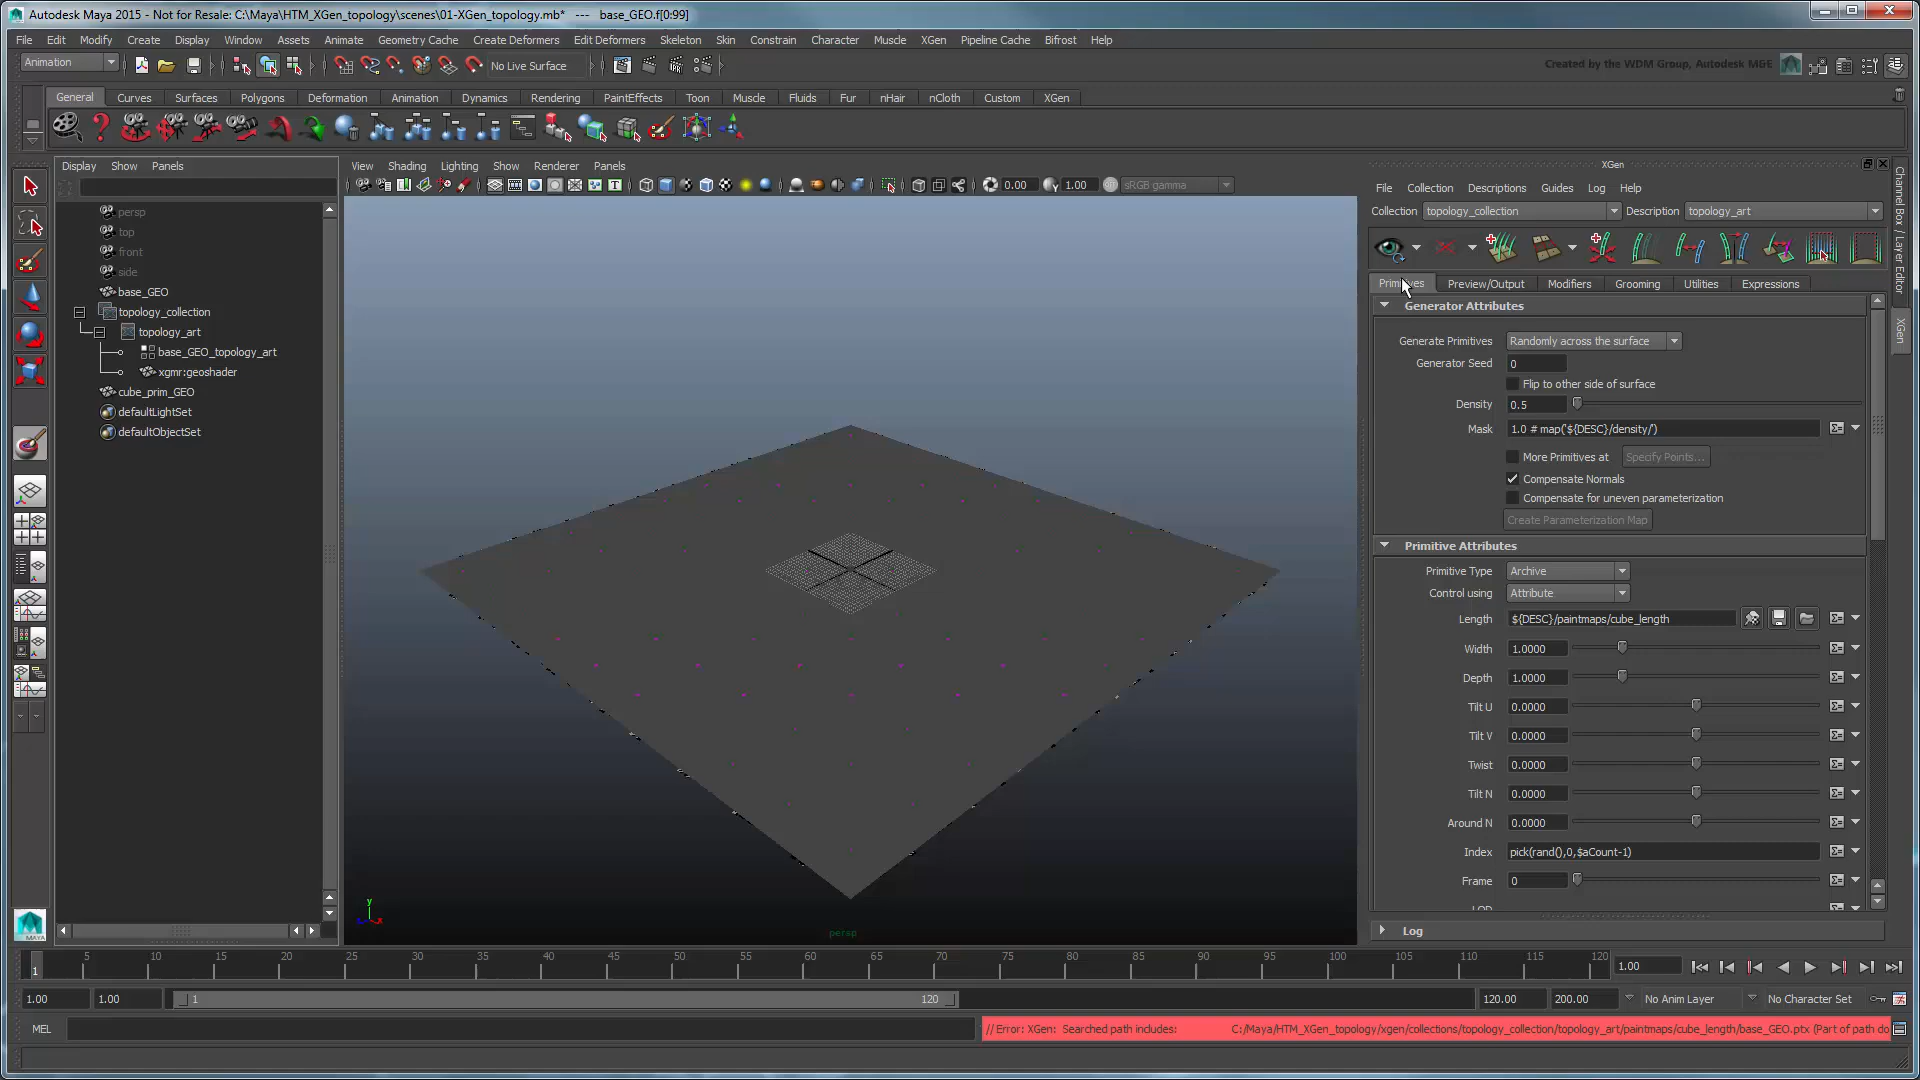 Autodesk Maya 2015 - Not for Resale: C:\Maya\HTM_XGen_topology\scenes\01-XGen_topology.mb* --- base_GEO.f[0:99]
File Edit Modify Create Display Window Assets Animate Geometry Cache Create Deformers Edit Deformers Skeleton Skin Constrain Character Muscle XGen Pipeline Cache Bifrost Help
Animation No Live Surface Created by the WDM Group, Autodesk M&E
General Curves Surfaces Polygons Deformation Animation Dynamics Rendering PaintEffects Toon Muscle Fluids Fur nHair nCloth Custom XGen
Display Show Panels
persp
top
front
side
base_GEO
topology_collection
topology_art
base_GEO_topology_art
xgmr:geoshader
cube_prim_GEO
defaultLightSet
defaultObjectSet
MAYA
View Shading Lighting Show Renderer Panels
0.00 1.00 sRGB gamma
y
x
persp
XGen
File Collection Descriptions Guides Log Help
Collection topology_collection Description topology_art
Primitives Preview/Output Modifiers Grooming Utilities Expressions
Generator Attributes
Generate Primitives Randomly across the surface
Generator Seed 0
Flip to other side of surface
Density 0.5
Mask 1.0 # map('${DESC}/density/')
More Primitives at Specify Points...
Compensate Normals
Compensate for uneven parameterization
Create Parameterization Map
Primitive Attributes
Primitive Type Archive
Control using Attribute
Length ${DESC}/paintmaps/cube_length
Width 1.0000
Depth 1.0000
Tilt U 0.0000
Tilt V 0.0000
Twist 0.0000
Tilt N 0.0000
Around N 0.0000
Index pick(rand(),0,$aCount-1)
Frame 0
LOD
Log
Channel Box / Layer Editor
XGen
1 5 10 15 20 25 30 35 40 45 50 55 60 65 70 75 80 85 90 95 100 105 110 115 120 1.00
1.00 1.00 1 120 120.00 200.00 No Anim Layer No Character Set
MEL // Error: XGen: Searched path includes: C:/Maya/HTM_XGen_topology/xgen/collections/topology_collection/topology_art/paintmaps/cube_length/base_GEO.ptx (Part of path do